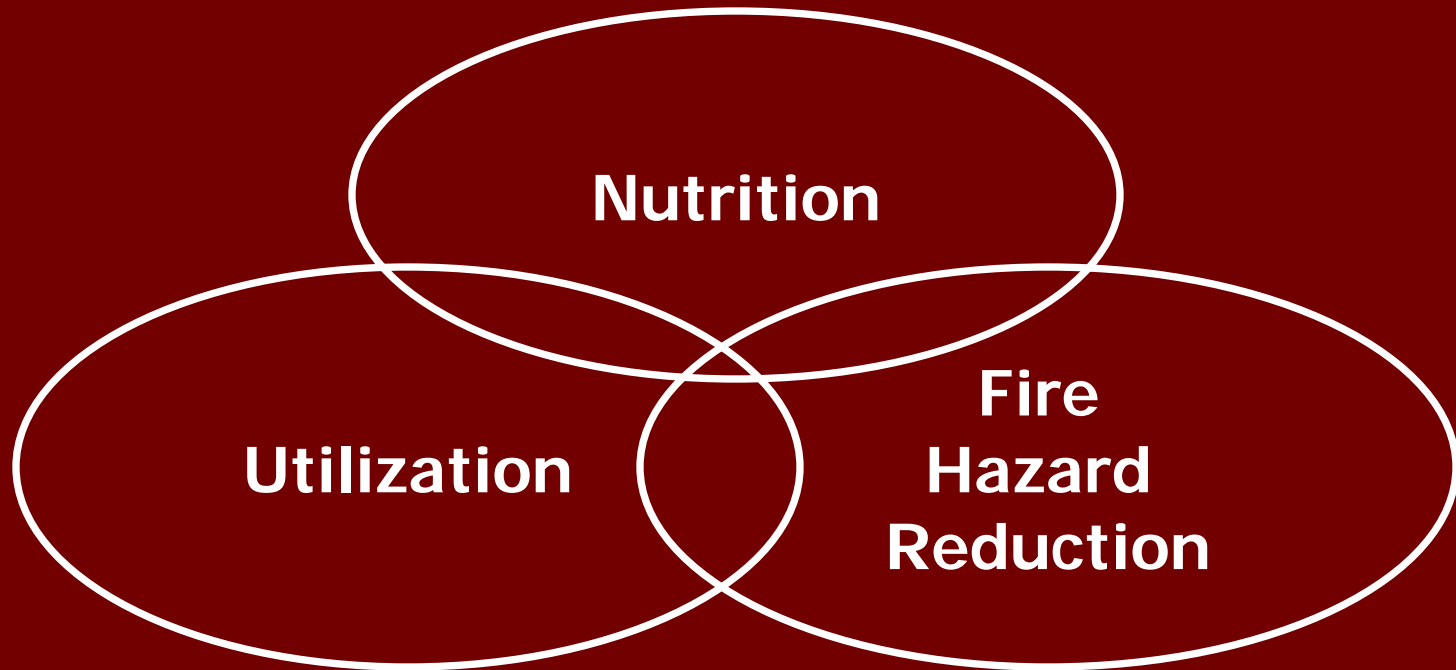 Nutrition
Utilization
Fire
Hazard
Reduction